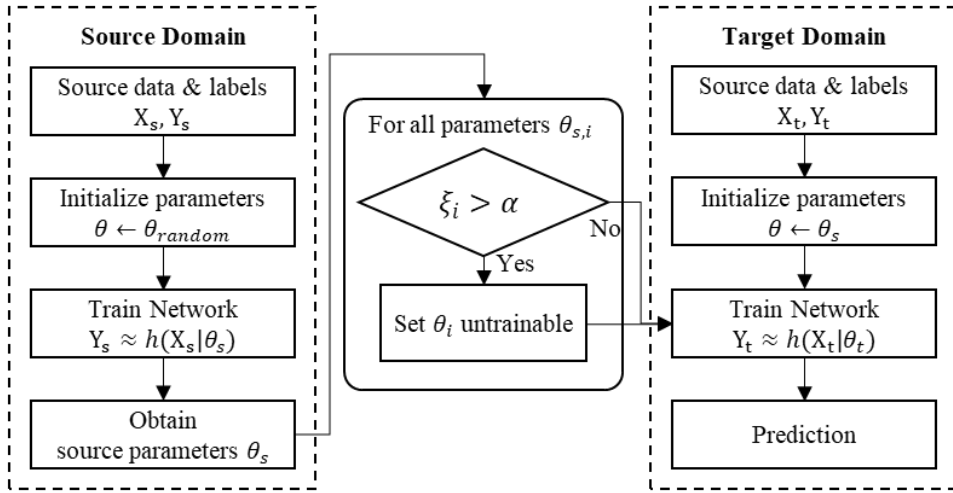 Source Domain
Source data & labels
Xₛ, Yₛ
Initialize parameters
θ ← θ_random
Train Network
Yₛ ≈ h(Xₛ|θₛ)
Obtain
source parameters θₛ
For all parameters θ_{s,i}
ξᵢ > α
No
Yes
Set θᵢ untrainable
Target Domain
Source data & labels
Xₜ, Yₜ
Initialize parameters
θ ← θₛ
Train Network
Yₜ ≈ h(Xₜ|θₜ)
Prediction